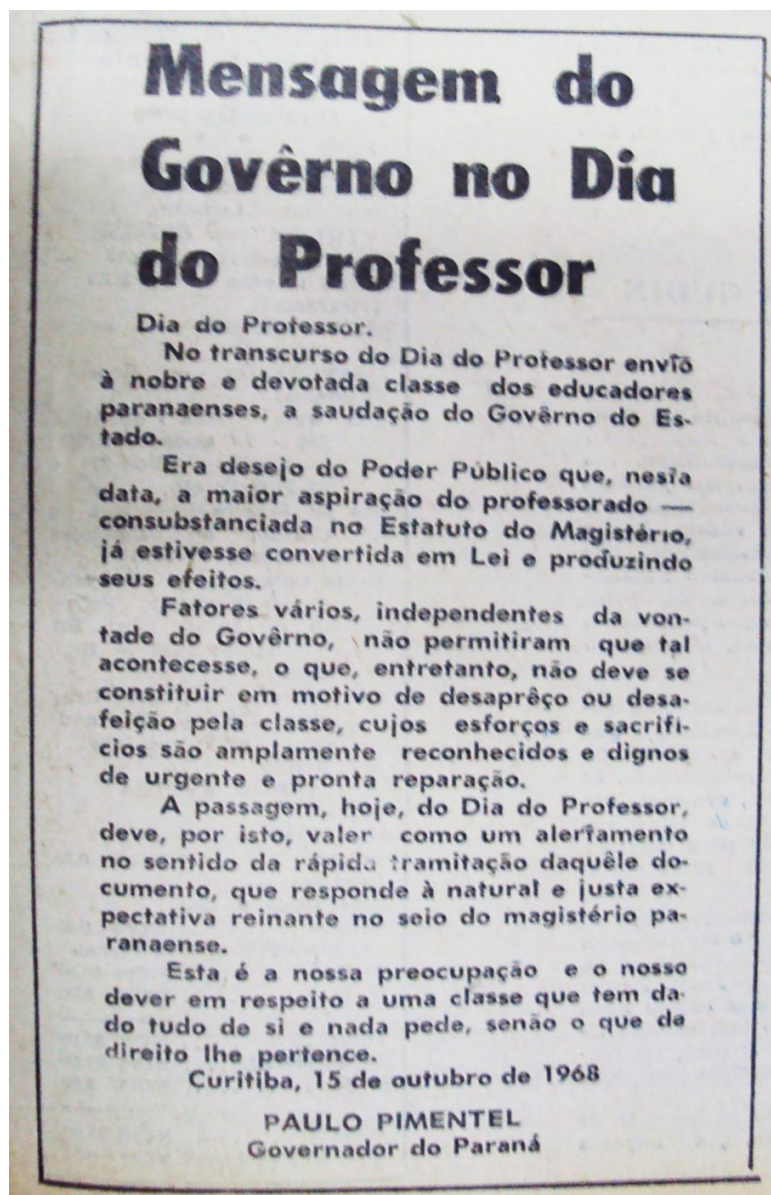 Mensagem do
Govêrno no Dia
do Professor
Dia do Professor.
No transcurso do Dia do Professor envio
à nobre e devotada classe dos educadores
paranaenses, a saudação do Govêrno do Es-
tado.
Era desejo do Poder Público que, nesta
data, a maior aspiração do professorado —
consubstanciada no Estatuto do Magistério,
já estivesse convertida em Lei e produzindo
seus efeitos.
Fatores vários, independentes da von-
tade do Govêrno, não permitiram que tal
acontecesse, o que, entretanto, não deve se
constituir em motivo de desaprêço ou desa-
feição pela classe, cujos esforços e sacrifí-
cios são amplamente reconhecidos e dignos
de urgente e pronta reparação.
A passagem, hoje, do Dia do Professor,
deve, por isto, valer como um alertamento
no sentido da rápida tramitação daquêle do-
cumento, que responde à natural e justa ex-
pectativa reinante no seio do magistério pa-
ranaense.
Esta é a nossa preocupação e o nosso
dever em respeito a uma classe que tem da-
do tudo de si e nada pede, senão o que de
direito lhe pertence.
Curitiba, 15 de outubro de 1968
PAULO PIMENTEL
Governador do Paraná